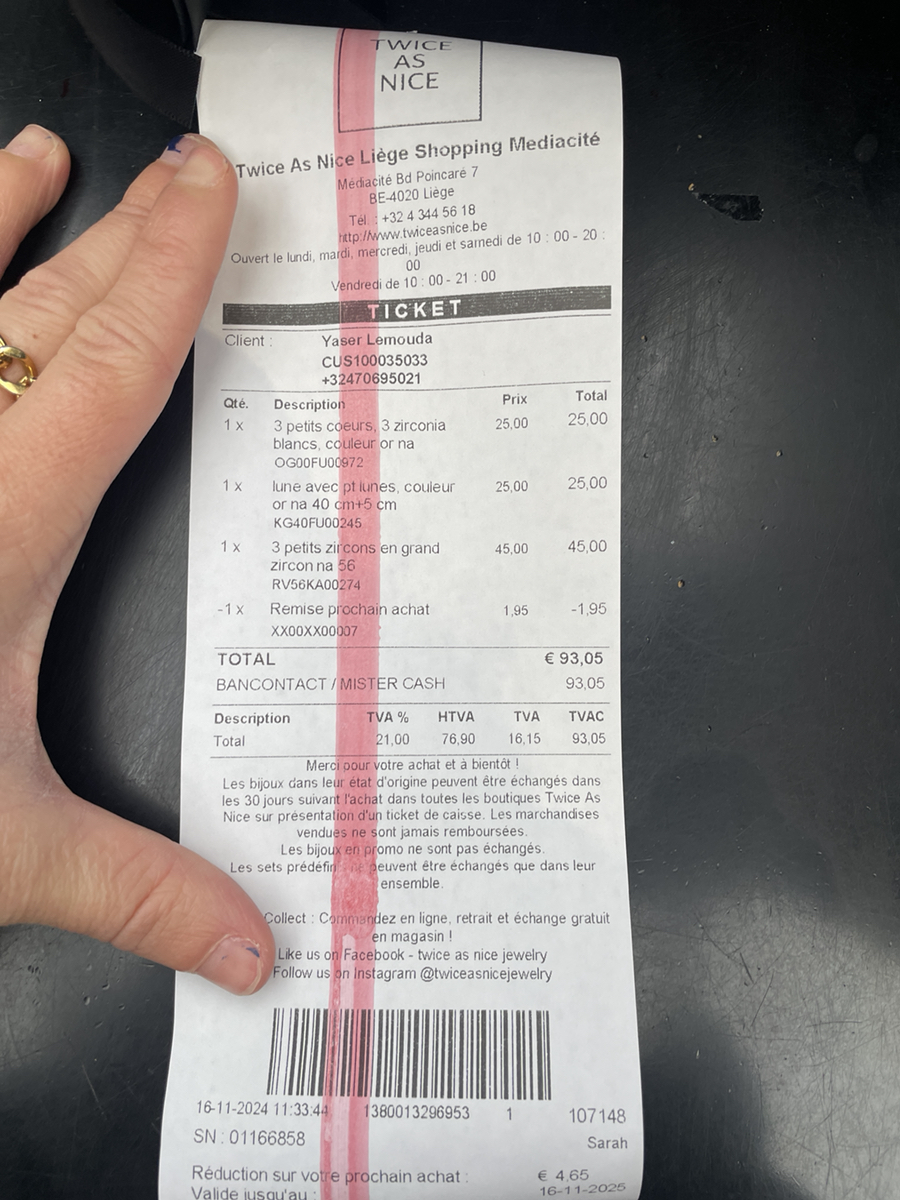 TWICE
AS
NICE
Twice As Nice Liège Shopping Mediacité
Médiacité Bd Poincaré 7
BE-4020 Liège
Tél. : +32 4 344 56 18
http://www.twiceasnice.be
Ouvert le lundi, mardi, mercredi, jeudi et samedi de 10 : 00 - 20 :
00
Vendredi de 10 : 00 - 21 : 00
TICKET
Client : Yaser Lemouda
CUS100035033
+32470695021
Qté. Description Prix Total
1 x 3 petits coeurs, 3 zirconia 25,00 25,00
blancs, couleur or na
OG00FU00972
1 x lune avec pt lunes, couleur 25,00 25,00
or na 40 cm+5 cm
KG40FU00245
1 x 3 petits zircons en grand 45,00 45,00
zircon na 56
RV56KA00274
-1 x Remise prochain achat 1,95 -1,95
XX00XX00007
TOTAL € 93,05
BANCONTACT / MISTER CASH 93,05
Description TVA % HTVA TVA TVAC
Total 21,00 76,90 16,15 93,05
Merci pour votre achat et à bientôt !
Les bijoux dans leur état d'origine peuvent être échangés dans
les 30 jours suivant l'achat dans toutes les boutiques Twice As
Nice sur présentation d'un ticket de caisse. Les marchandises
vendues ne sont jamais remboursées.
Les bijoux en promo ne sont pas échangés.
Les sets prédéfin ne peuvent être échangés que dans leur
ensemble.
Collect : Commandez en ligne, retrait et échange gratuit
en magasin !
Like us on Facebook - twice as nice jewelry
Follow us on Instagram @twiceasnicejewelry
16-11-2024 11:33:44 1380013296953 1 107148
SN : 01166858 Sarah
Réduction sur votre prochain achat : € 4,65
Valide jusqu'au : 16-11-2025